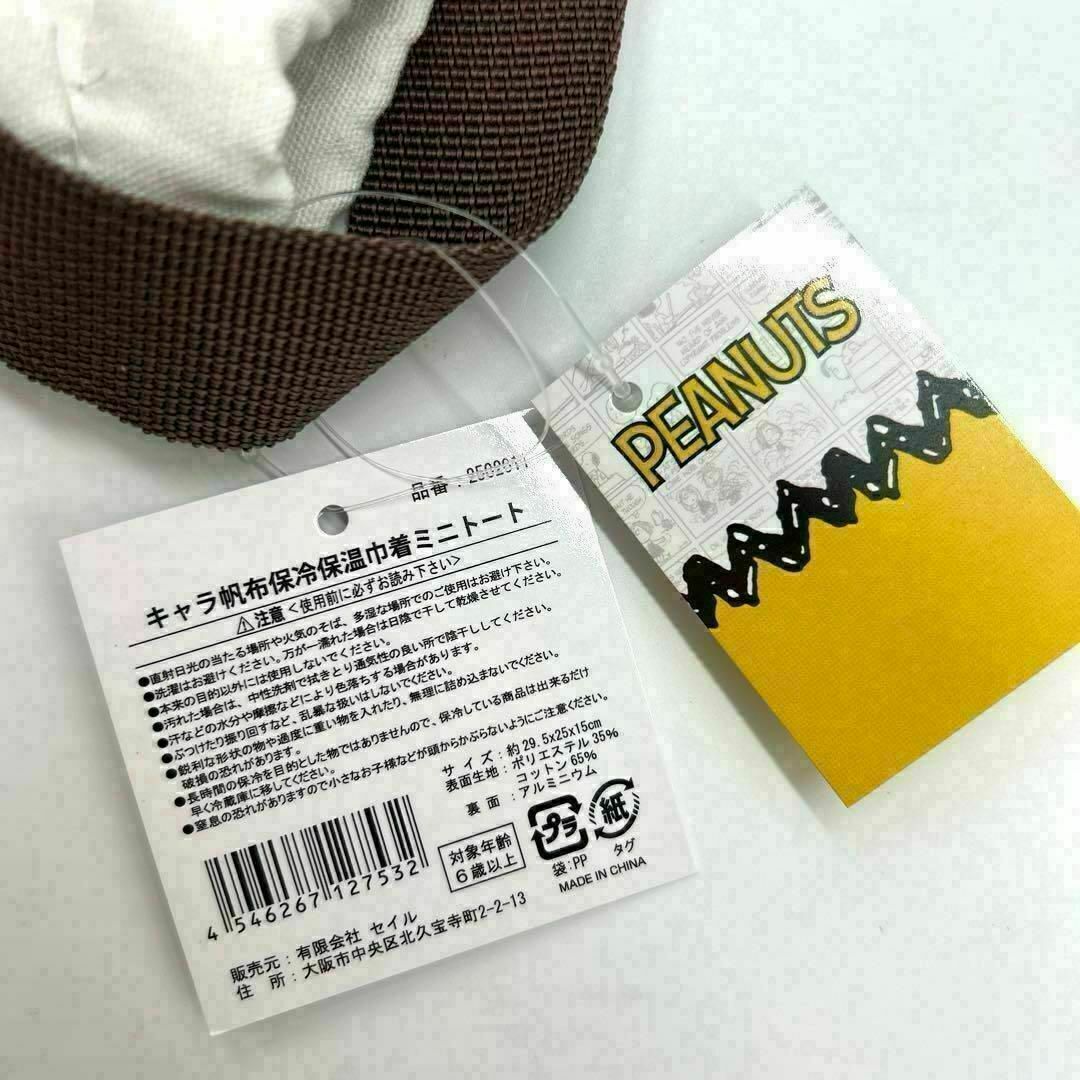 品番：2502011
キャラ帆布保冷保温巾着ミニトート
⚠注意＜使用前に必ずお読み下さい＞
●直射日光の当たる場所や火気のそば、多湿な場所でのご使用はお避け下さい。
●洗濯はお避けください。万が一濡れた場合は日陰で干して乾燥させてください。
●本来の目的以外には使用しないでください。
●汚れた場合は、中性洗剤で拭きとり通気性の良い所で陰干ししてください。
●汗などの水分や摩擦などにより色落ちする場合があります。
●ぶつけたり振り回すなど、乱暴な扱いはしないでください。
●鋭利な形状の物や過度に重い物を入れたり、無理に詰め込まないでください。
破損の恐れがあります。
●長時間の保冷を目的とした物ではありませんので、保冷している商品は出来るだけ
早く冷蔵庫に移してください。
●窒息の恐れがありますので小さなお子様などが頭からかぶらないようにご注意ください。
サイズ：約29.5x25x15cm
表面生地：ポリエステル35%
コットン65%
裏面：アルミニウム
対象年齢
6歳以上
プラ
紙
袋:PP
タグ
MADE IN CHINA
4 546267 127532
販売元：有限会社 セイル
住所：大阪市中央区北久宝寺町2-2-13
PEANUTS